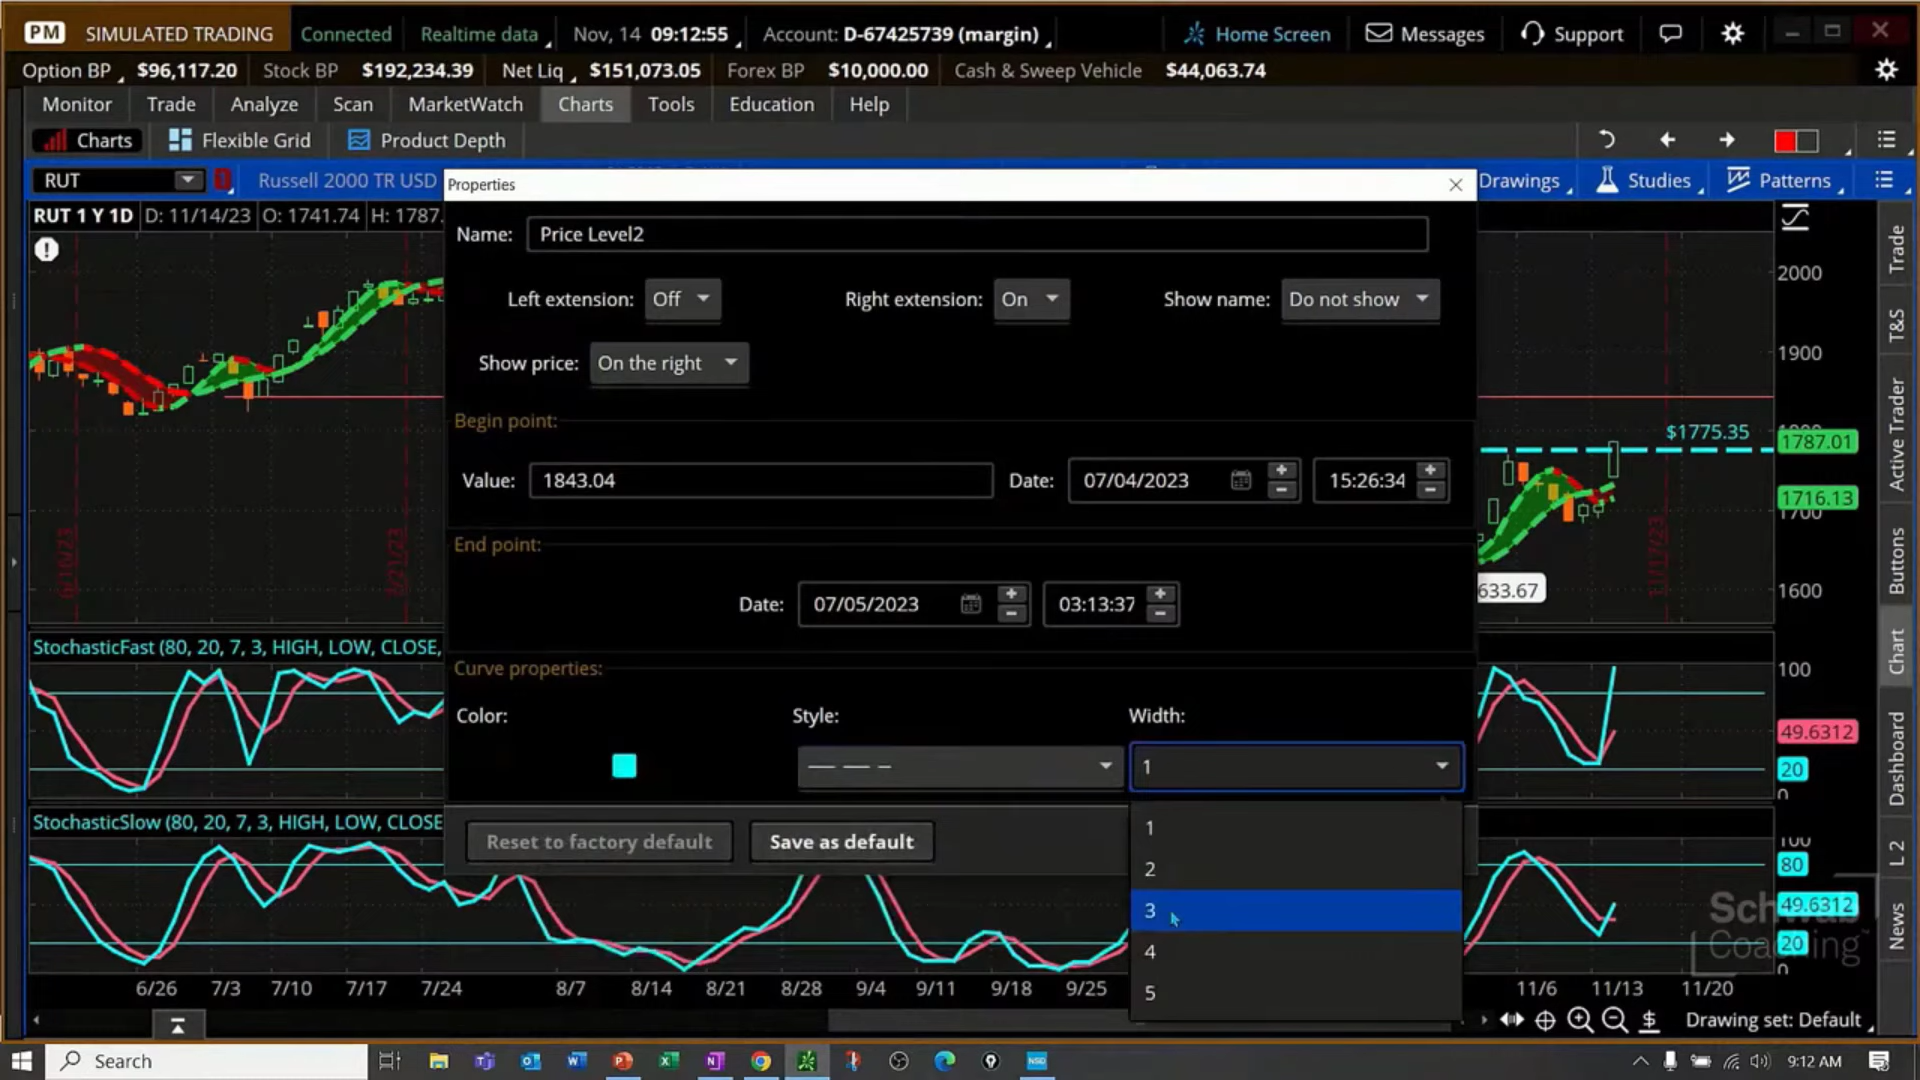 PM SIMULATED TRADING Connected Realtime data Nov, 14 09:12:55 Account: D-67425739 (margin) Home Screen Messages Support
Option BP $96,117.20 Stock BP $192,234.39 Net Liq $151,073.05 Forex BP $10,000.00 Cash & Sweep Vehicle $44,063.74
Monitor Trade Analyze Scan MarketWatch Charts Tools Education Help
Charts Flexible Grid Product Depth
RUT Russell 2000 TR USD Drawings Studies Patterns
Properties
RUT 1 Y 1D D: 11/14/23 O: 1741.74 H: 1787.
Name: Price Level2
Left extension: Off Right extension: On Show name: Do not show
Show price: On the right
Begin point:
Value: 1843.04 Date: 07/04/2023 15:26:34
End point:
Date: 07/05/2023 03:13:37
Curve properties:
Color: Style: Width:
1
1
2
3
4
5
Reset to factory default Save as default
2000
1900
$1775.35
1787.01
1716.13
1700
1600
633.67
11/17/23
StochasticFast (80, 20, 7, 3, HIGH, LOW, CLOSE,
100
49.6312
20
0
StochasticSlow (80, 20, 7, 3, HIGH, LOW, CLOSE
100
80
49.6312
20
0
Schwab
Coaching™
6/26 7/3 7/10 7/17 7/24 8/7 8/14 8/21 8/28 9/4 9/11 9/18 9/25 11/6 11/13 11/20
Drawing set: Default
Trade
T&S
Active Trader
Buttons
Chart
Dashboard
L 2
News
Search
9:12 AM